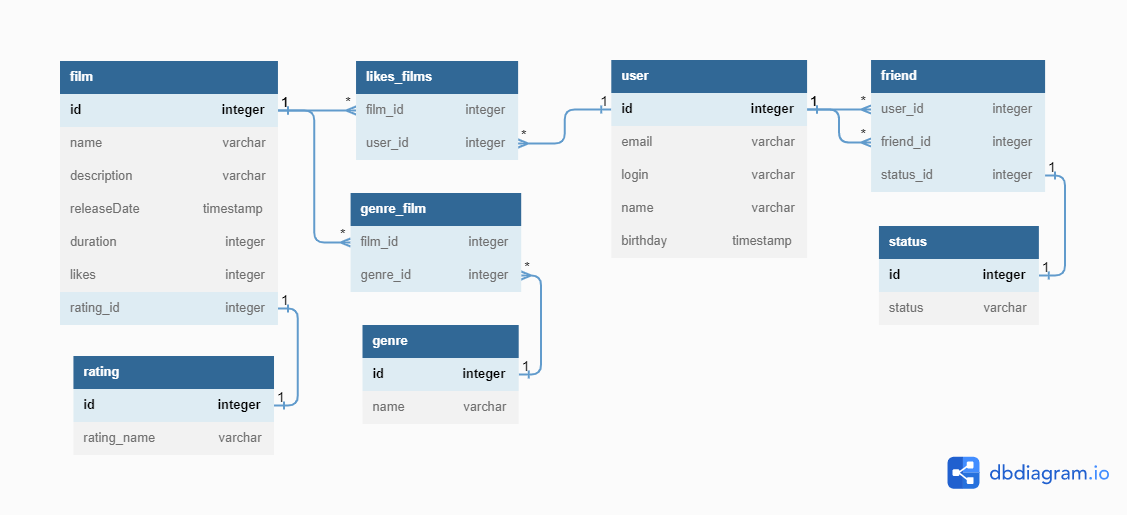 film
id integer
name varchar
description varchar
releaseDate timestamp
duration integer
likes integer
rating_id integer
rating
id integer
rating_name varchar
likes_films
film_id integer
user_id integer
genre_film
film_id integer
genre_id integer
genre
id integer
name varchar
user
id integer
email varchar
login varchar
name varchar
birthday timestamp
friend
user_id integer
friend_id integer
status_id integer
status
id integer
status varchar
1
*
*
1
1
*
*
1
1
*
*
1
1
1
dbdiagram.io